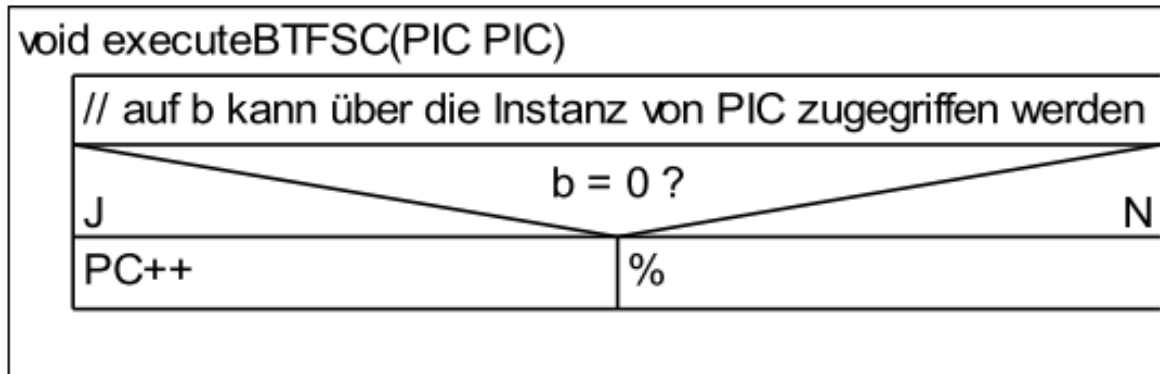 void executeBTFSC(PIC PIC)
// auf b kann über die Instanz von PIC zugegriffen werden
b = 0 ?
J
N
PC++
%